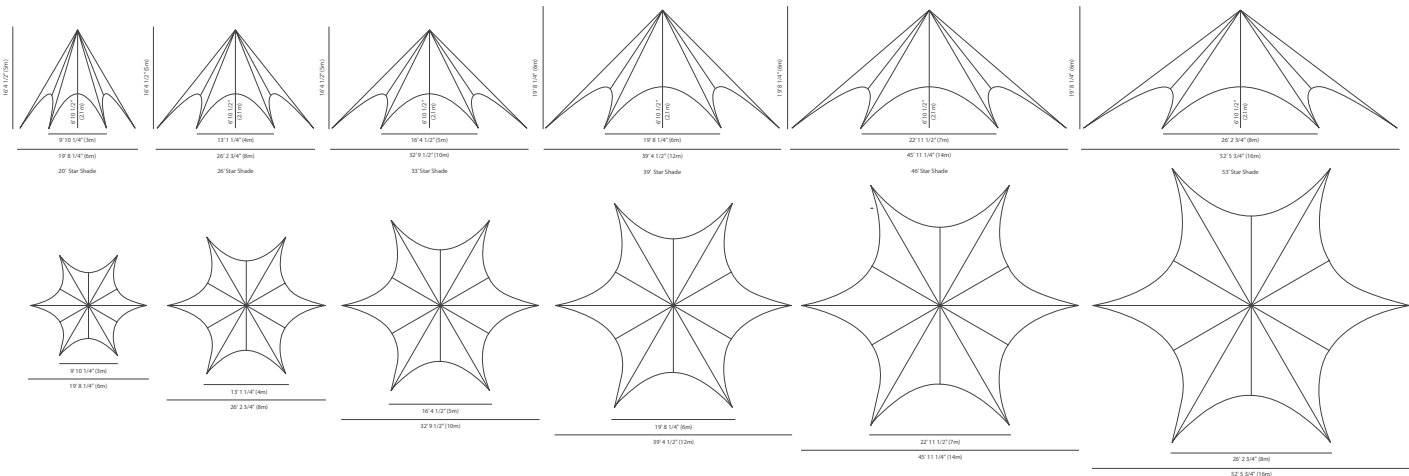 16' 4 1/2" (5m)
6' 10 1/2"
(2.1 m)
9' 10 1/4" (3m)
19' 8 1/4" (6m)
20' Star Shade
16' 4 1/2" (5m)
6' 10 1/2"
(2.1 m)
13' 1 1/4" (4m)
26' 2 3/4" (8m)
26' Star Shade
16' 4 1/2" (5m)
6' 10 1/2"
(2.1 m)
16' 4 1/2" (5m)
32' 9 1/2" (10m)
33' Star Shade
19' 8 1/4" (6m)
6' 10 1/2"
(2.1 m)
19' 8 1/4" (6m)
39' 4 1/2" (12m)
39' Star Shade
19' 8 1/4" (6m)
6' 10 1/2"
(2.1 m)
22' 11 1/2" (7m)
45' 11 1/4" (14m)
46' Star Shade
19' 8 1/4" (6m)
6' 10 1/2"
(2.1 m)
26' 2 3/4" (8m)
52' 5 3/4" (16m)
53' Star Shade
9' 10 1/4" (3m)
19' 8 1/4" (6m)
13' 1 1/4" (4m)
26' 2 3/4" (8m)
16' 4 1/2" (5m)
32' 9 1/2" (10m)
19' 8 1/4" (6m)
39' 4 1/2" (12m)
22' 11 1/2" (7m)
45' 11 1/4" (14m)
26' 2 3/4" (8m)
52' 5 3/4" (16m)